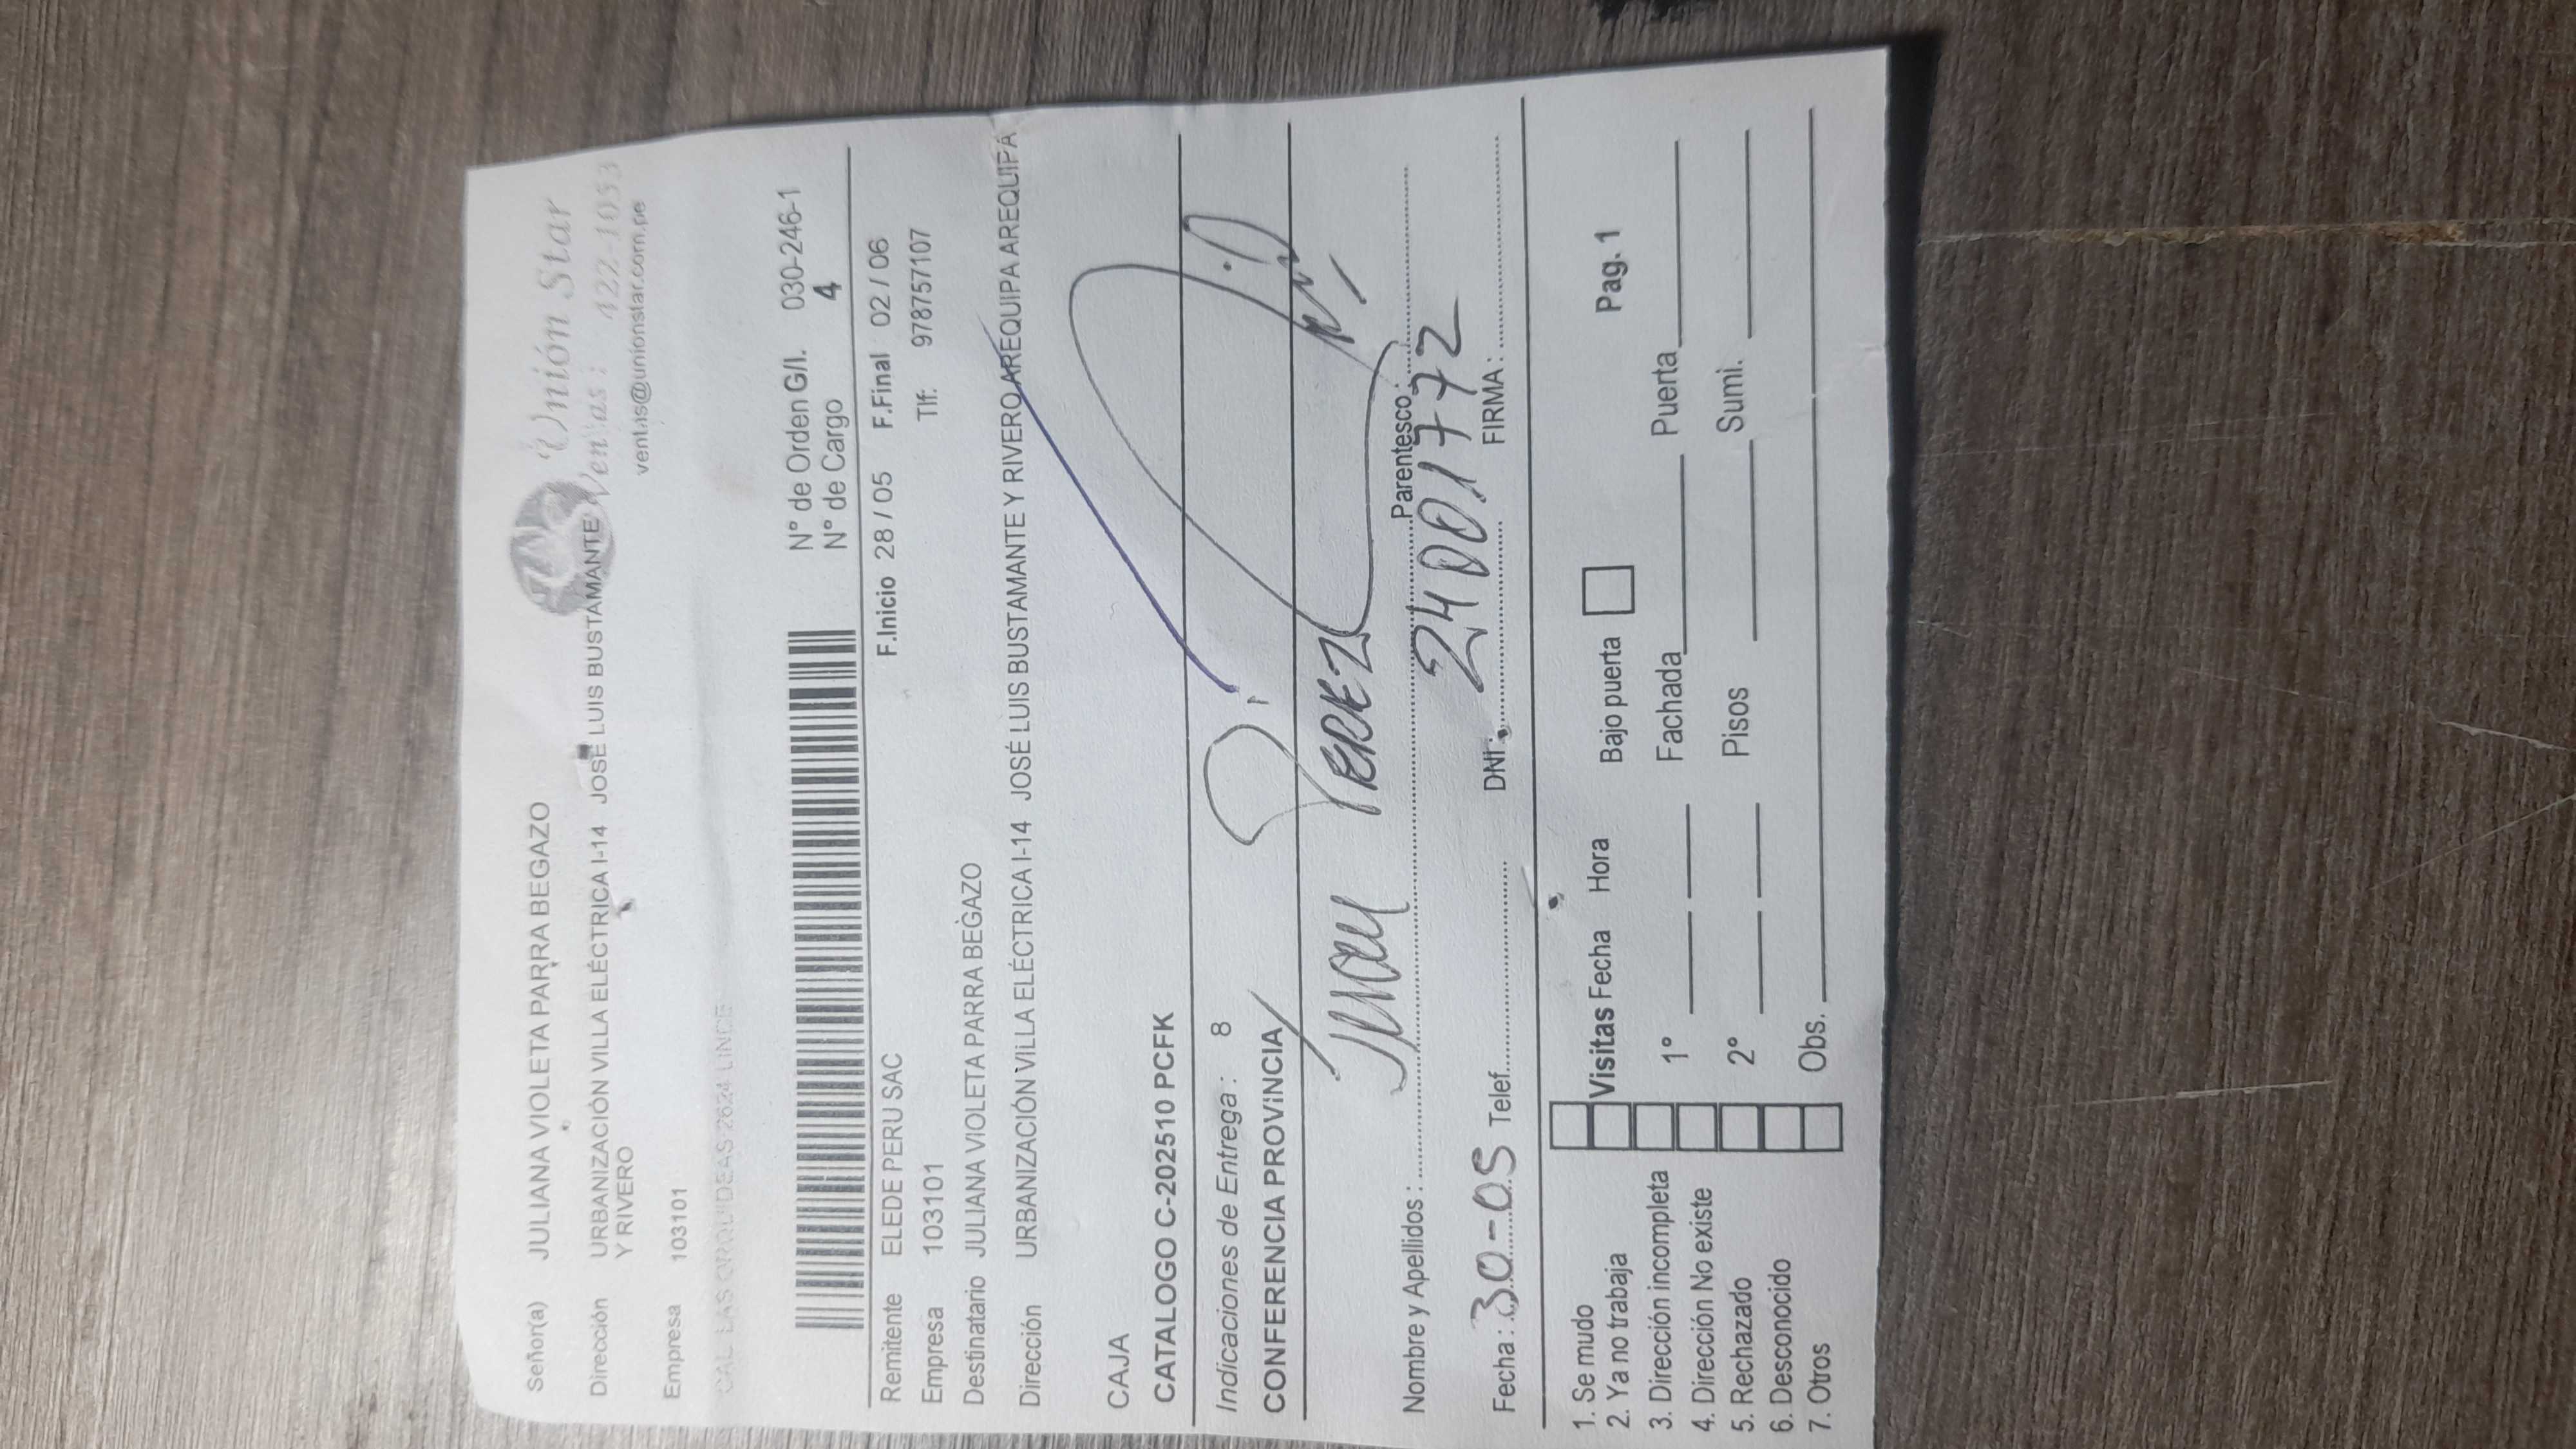 Señor(a) JULIANA VIOLETA PARRA BEGAZO
Unión Star
Dirección URBANIZACIÓN VILLA ELÉCTRICA I-14 JOSÉ LUIS BUSTAMANTE
Y RIVERO
Ventas: 422-1053
ventas@unionstar.com.pe
Empresa 103101
CAL LAS ORQUIDEAS 2624 LINCE
N° de Orden G/I. 030-246-1
N° de Cargo 4
F.Inicio 28 / 05 F.Final 02 / 06
Remitente ELEDE PERU SAC
Empresa 103101 Tlf: 978757107
Destinatario JULIANA VIOLETA PARRA BEGAZO
Dirección URBANIZACIÓN VILLA ELÉCTRICA I-14 JOSÉ LUIS BUSTAMANTE Y RIVERO AREQUIPA AREQUIPA
CAJA
CATALOGO C-202510 PCFK
Indicaciones de Entrega : 8
CONFERENCIA PROVINCIA
Nombre y Apellidos : PEREZ Parentesco :
Fecha : 30-05 Telef. DNI : 24001772 FIRMA :
1. Se mudo
2. Ya no trabaja
3. Dirección incompleta
4. Dirección No existe
5. Rechazado
6. Desconocido
7. Otros
Visitas Fecha Hora Bajo puerta Pag. 1
1° Fachada Puerta
2° Pisos Sumi.
Obs.